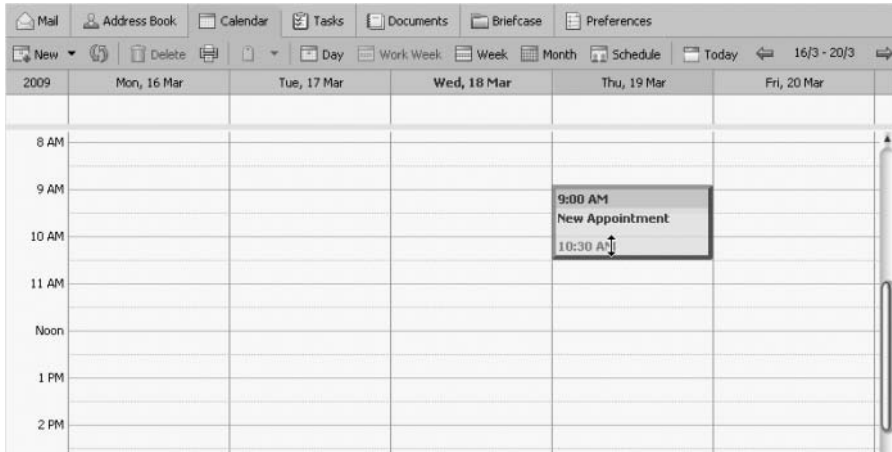 Mail Address Book Calendar Tasks Documents Briefcase Preferences
New Delete Day Work Week Week Month Schedule Today 16/3 - 20/3
2009 Mon, 16 Mar Tue, 17 Mar Wed, 18 Mar Thu, 19 Mar Fri, 20 Mar
8 AM
9 AM
9:00 AM
New Appointment
10 AM
10:30 AM
11 AM
Noon
1 PM
2 PM